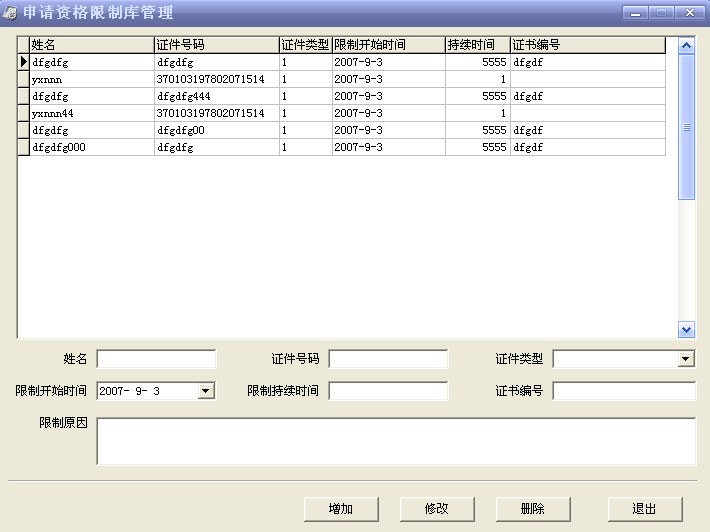 申请资格限制库管理
姓名 证件号码 证件类型 限制开始时间 持续时间 证书编号
dfgdfg dfgdfg 1 2007-9-3 5555 dfgdf
yxnnn 370103197802071514 1 2007-9-3 1
dfgdfg dfgdfg444 1 2007-9-3 5555 dfgdf
yxnnn44 370103197802071514 1 2007-9-3 1
dfgdfg dfgdfg00 1 2007-9-3 5555 dfgdf
dfgdfg000 dfgdfg 1 2007-9-3 5555 dfgdf
姓名 证件号码 证件类型
限制开始时间 2007- 9- 3 限制持续时间 证书编号
限制原因
增加 修改 删除 退出